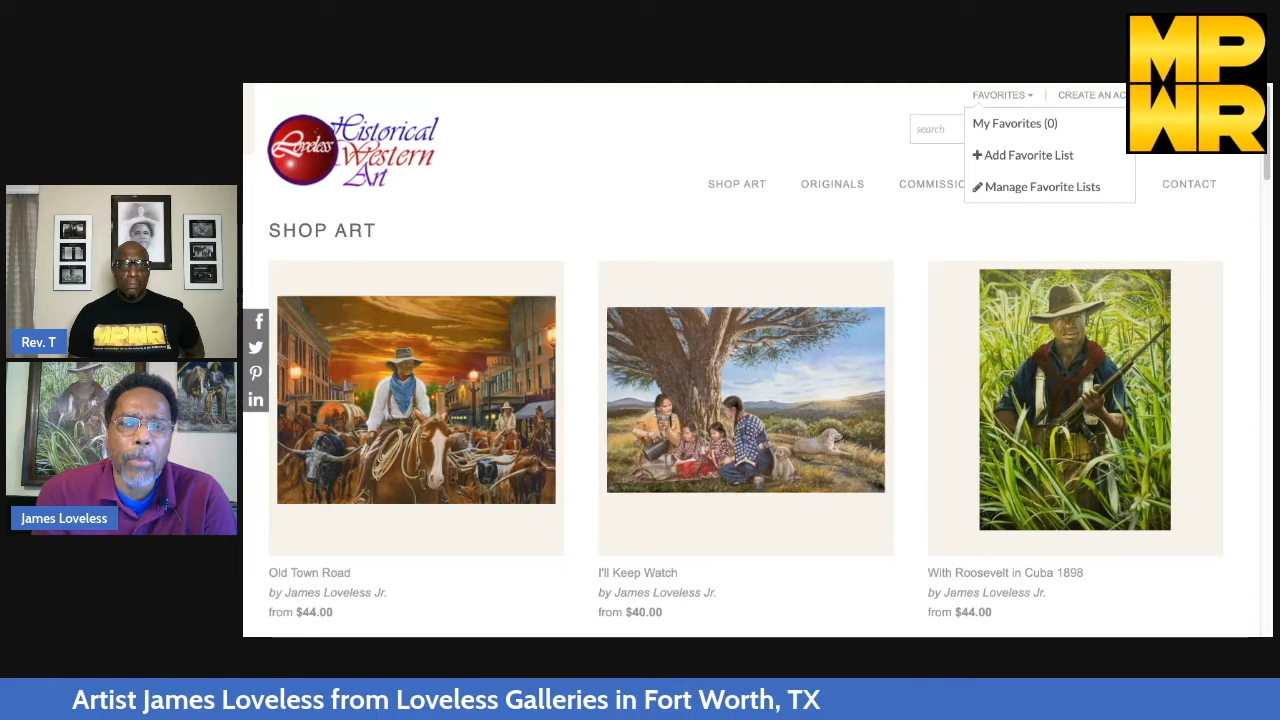 MP
WR
FAVORITES
CREATE AN AC
My Favorites (0)
Add Favorite List
Manage Favorite Lists
search
Loveless
Historical
Western
Art
SHOP ART
ORIGINALS
COMMISSIO
CONTACT
SHOP ART
Rev. T
MPWR
James Loveless
Old Town Road
by James Loveless Jr.
from $44.00
I'll Keep Watch
by James Loveless Jr.
from $40.00
With Roosevelt in Cuba 1898
by James Loveless Jr.
from $44.00
Artist James Loveless from Loveless Galleries in Fort Worth, TX